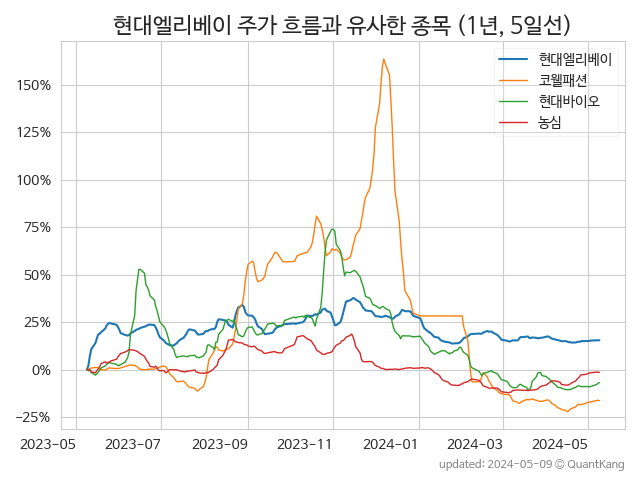 현대엘리베이 주가 흐름과 유사한 종목 (1년, 5일선)
현대엘리베이
코웰패션
현대바이오
농심
150%
125%
100%
75%
50%
25%
0%
−25%
2023-05 2023-07 2023-09 2023-11 2024-01 2024-03 2024-05
updated: 2024-05-09 ⓒ QuantKang